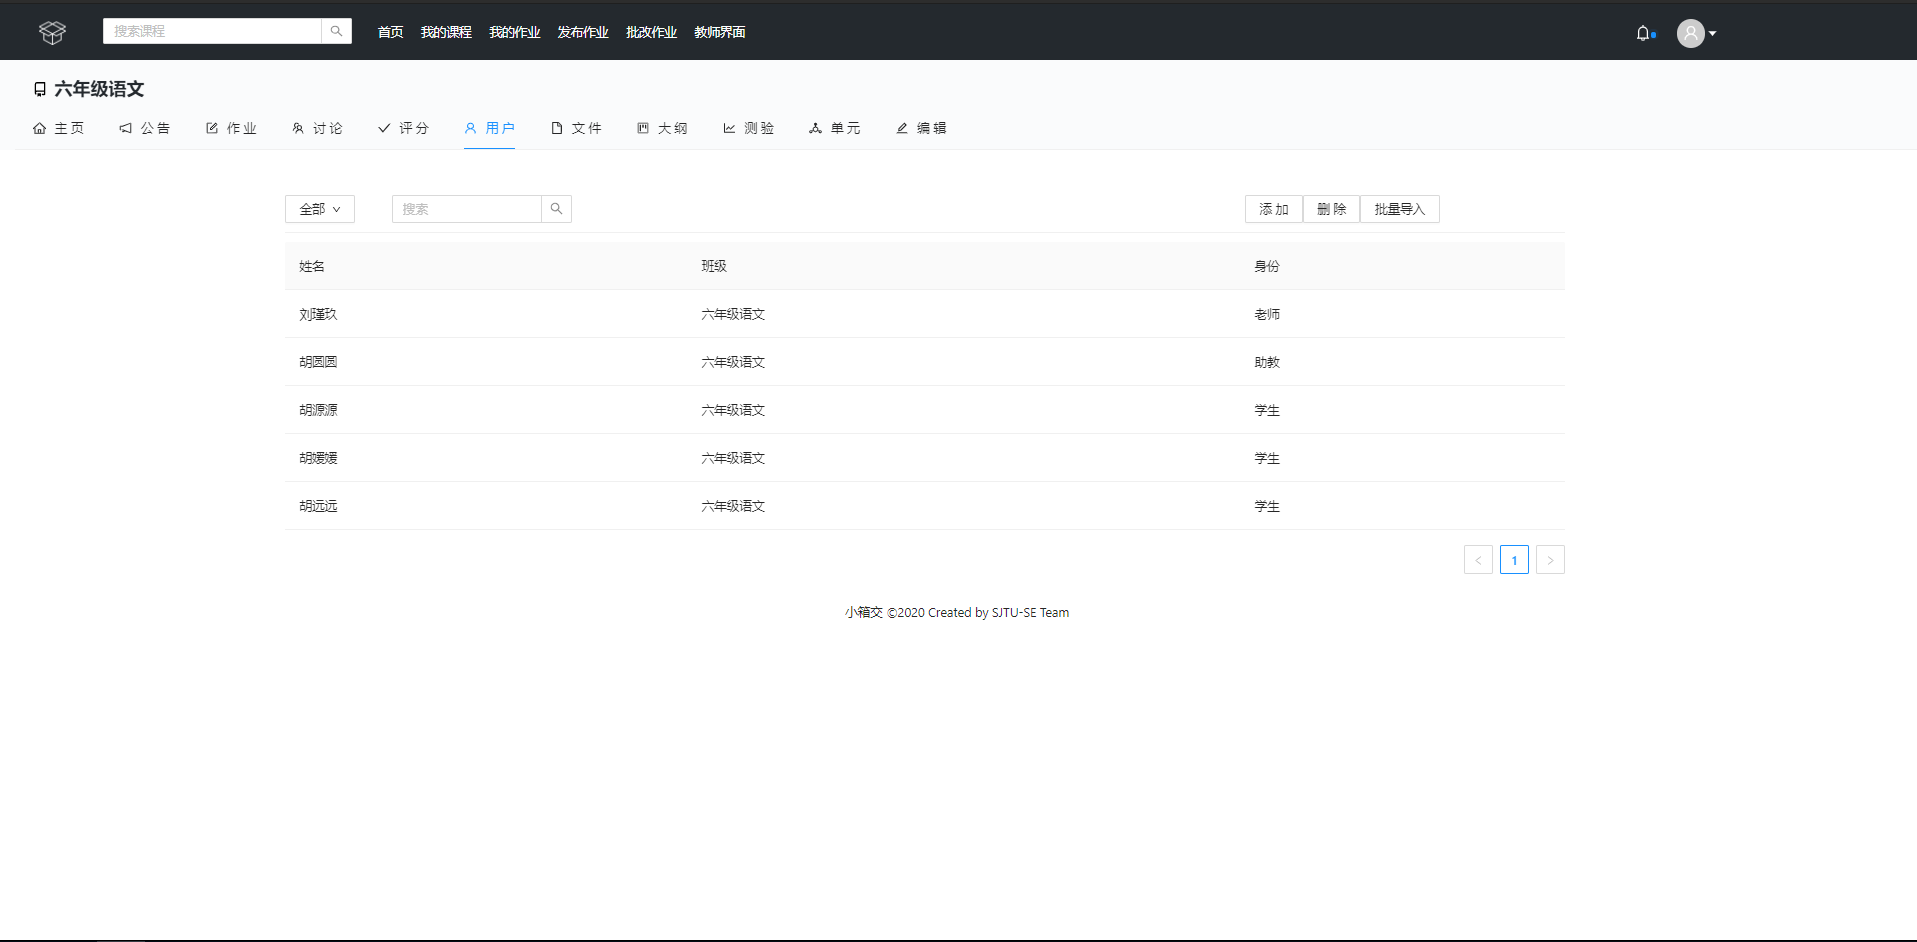 搜索课程 首页 我的课程 我的作业 发布作业 批改作业 教师界面
六年级语文
主页 公告 作业 讨论 评分 用户 文件 大纲 测验 单元 编辑
全部 搜索 添加 删除 批量导入
姓名 班级 身份
刘瑾玖 六年级语文 老师
胡圆圆 六年级语文 助教
胡源源 六年级语文 学生
胡媛媛 六年级语文 学生
胡远远 六年级语文 学生
< 1 >
小箱交 ©2020 Created by SJTU-SE Team